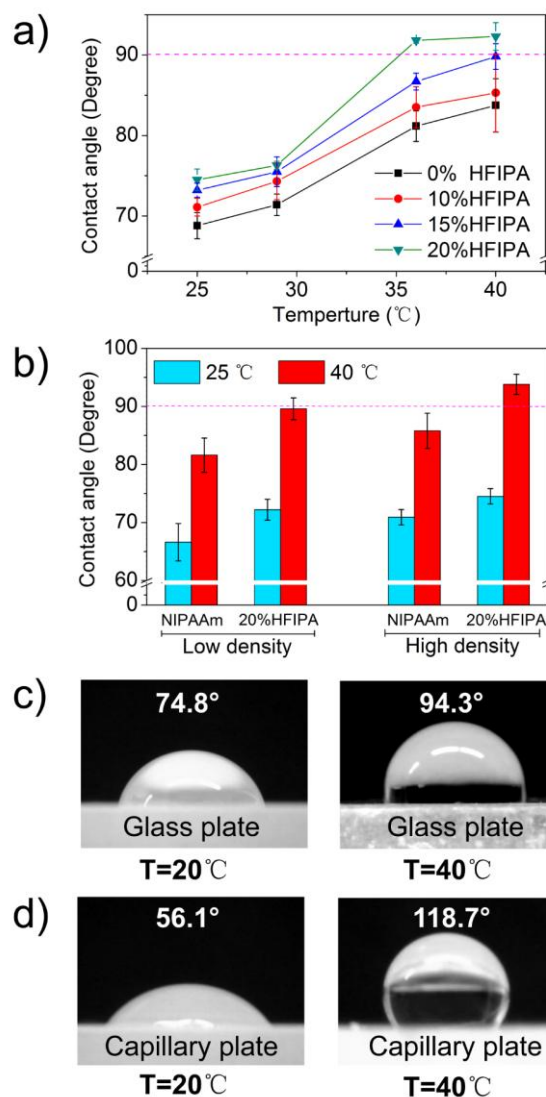 a)
Contact angle (Degree)
90
80
70
0
0% HFIPA
10%HFIPA
15%HFIPA
20%HFIPA
25
30
35
40
Temperture (℃)
b)
Contact angle (Degree)
100
90
80
70
60
0
25 ℃
40 ℃
NIPAAm 20%HFIPA NIPAAm 20%HFIPA
Low density High density
c)
74.8° 94.3°
Glass plate Glass plate
T=20℃ T=40℃
d)
56.1° 118.7°
Capillary plate Capillary plate
T=20℃ T=40℃